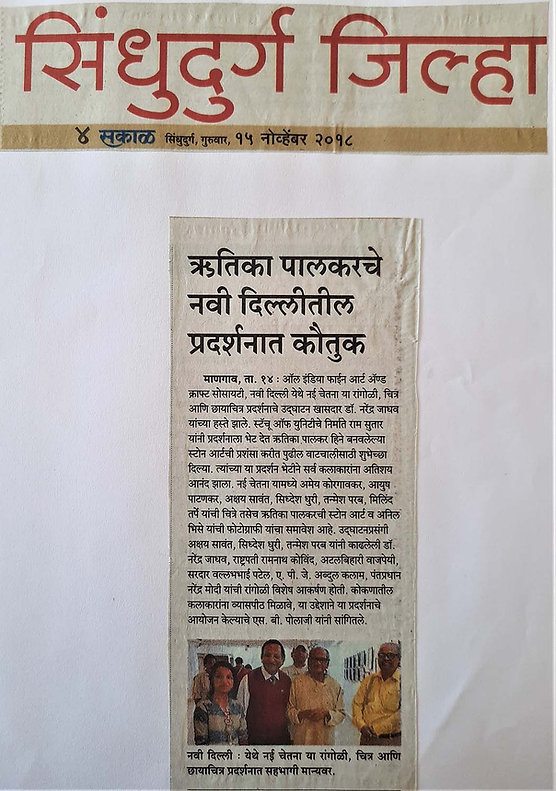 सिंधुदुर्ग जिल्हा
४ सकाळ सिंधुदुर्ग, गुरुवार, १५ नोव्हेंबर २०१८
ऋतिका पालकरचे
नवी दिल्लीतील
प्रदर्शनात कौतुक
माणगाव, ता. १४ : ऑल इंडिया फाईन आर्ट ॲण्ड
क्राफ्ट सोसायटी, नवी दिल्ली येथे नई चेतना या रांगोळी, चित्र
आणि छायाचित्र प्रदर्शनाचे उद्घाटन खासदार डॉ. नरेंद्र जाधव
यांच्या हस्ते झाले. स्टॅचू ऑफ युनिटीचे निर्माते राम सुतार
यांनी प्रदर्शनाला भेट देत ऋतिका पालकर हिने बनवलेल्या
स्टोन आर्टची प्रशंसा करीत पुढील वाटचालीसाठी शुभेच्छा
दिल्या. त्यांच्या या प्रदर्शन भेटीने सर्व कलाकारांना अतिशय
आनंद झाला. नई चेतना यामध्ये अमेय कोरगावकर, आयुष
पाटणकर, अक्षय सावंत, सिध्देश धुरी, तन्मेश परब, मिलिंद
तर्पे यांची चित्रे तसेच ऋतिका पालकरची स्टोन आर्ट व अनिल
भिसे यांची फोटोग्राफी यांचा समावेश आहे. उद्घाटनप्रसंगी
अक्षय सावंत, सिध्देश धुरी, तन्मेश परब यांनी काढलेली डॉ.
नरेंद्र जाधव, राष्ट्रपती रामनाथ कोविंद, अटलबिहारी वाजपेयी,
सरदार वल्लभभाई पटेल, ए. पी. जे. अब्दुल कलाम, पंतप्रधान
नरेंद्र मोदी यांची रांगोळी विशेष आकर्षण होती. कोकणातील
कलाकारांना व्यासपीठ मिळावे, या उद्देशाने या प्रदर्शनाचे
आयोजन केल्याचे एस. बी. पोलाजी यांनी सांगितले.
नवी दिल्ली : येथे नई चेतना या रांगोळी, चित्र आणि
छायाचित्र प्रदर्शनात सहभागी मान्यवर.